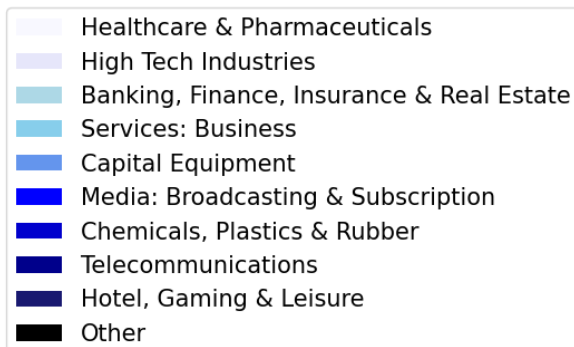 Healthcare & Pharmaceuticals
High Tech Industries
Banking, Finance, Insurance & Real Estate
Services: Business
Capital Equipment
Media: Broadcasting & Subscription
Chemicals, Plastics & Rubber
Telecommunications
Hotel, Gaming & Leisure
Other